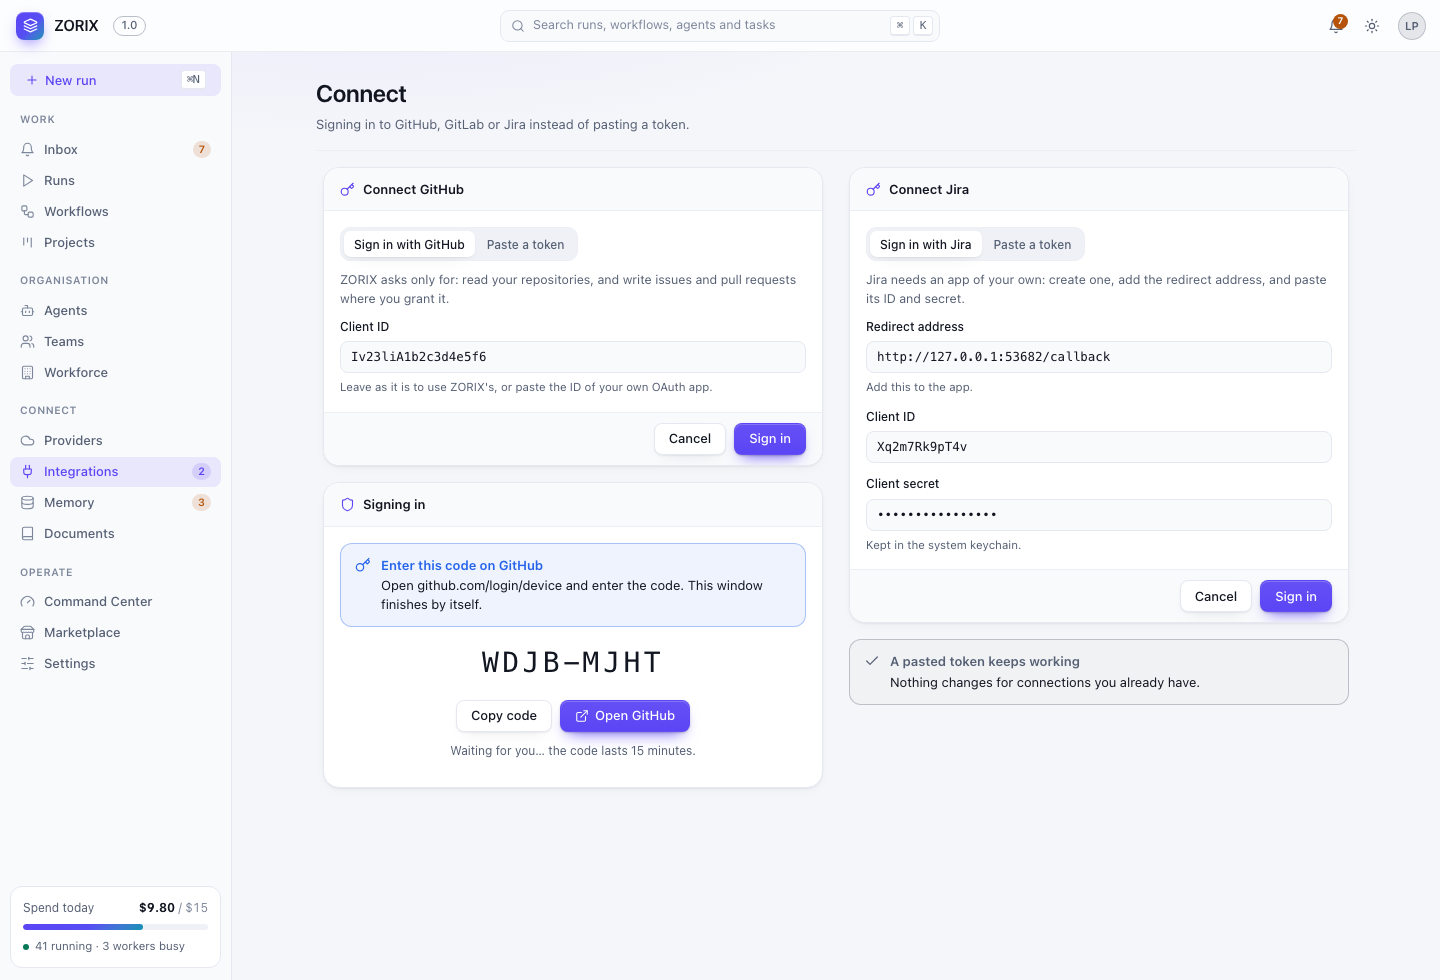 ZORIX 1.0
Search runs, workflows, agents and tasks ⌘ K
7
LP
New run ⌘N
WORK
Inbox 7
Runs
Workflows
Projects
ORGANISATION
Agents
Teams
Workforce
CONNECT
Providers
Integrations 2
Memory 3
Documents
OPERATE
Command Center
Marketplace
Settings
Spend today $9.80 / $15
41 running · 3 workers busy
Connect
Signing in to GitHub, GitLab or Jira instead of pasting a token.
Connect GitHub
Sign in with GitHub Paste a token
ZORIX asks only for: read your repositories, and write issues and pull requests
where you grant it.
Client ID
Iv23liA1b2c3d4e5f6
Leave as it is to use ZORIX's, or paste the ID of your own OAuth app.
Cancel Sign in
Signing in
Enter this code on GitHub
Open github.com/login/device and enter the code. This window
finishes by itself.
WDJB-MJHT
Copy code Open GitHub
Waiting for you… the code lasts 15 minutes.
Connect Jira
Sign in with Jira Paste a token
Jira needs an app of your own: create one, add the redirect address, and paste
its ID and secret.
Redirect address
http://127.0.0.1:53682/callback
Add this to the app.
Client ID
Xq2m7Rk9pT4v
Client secret
••••••••••••••••
Kept in the system keychain.
Cancel Sign in
A pasted token keeps working
Nothing changes for connections you already have.